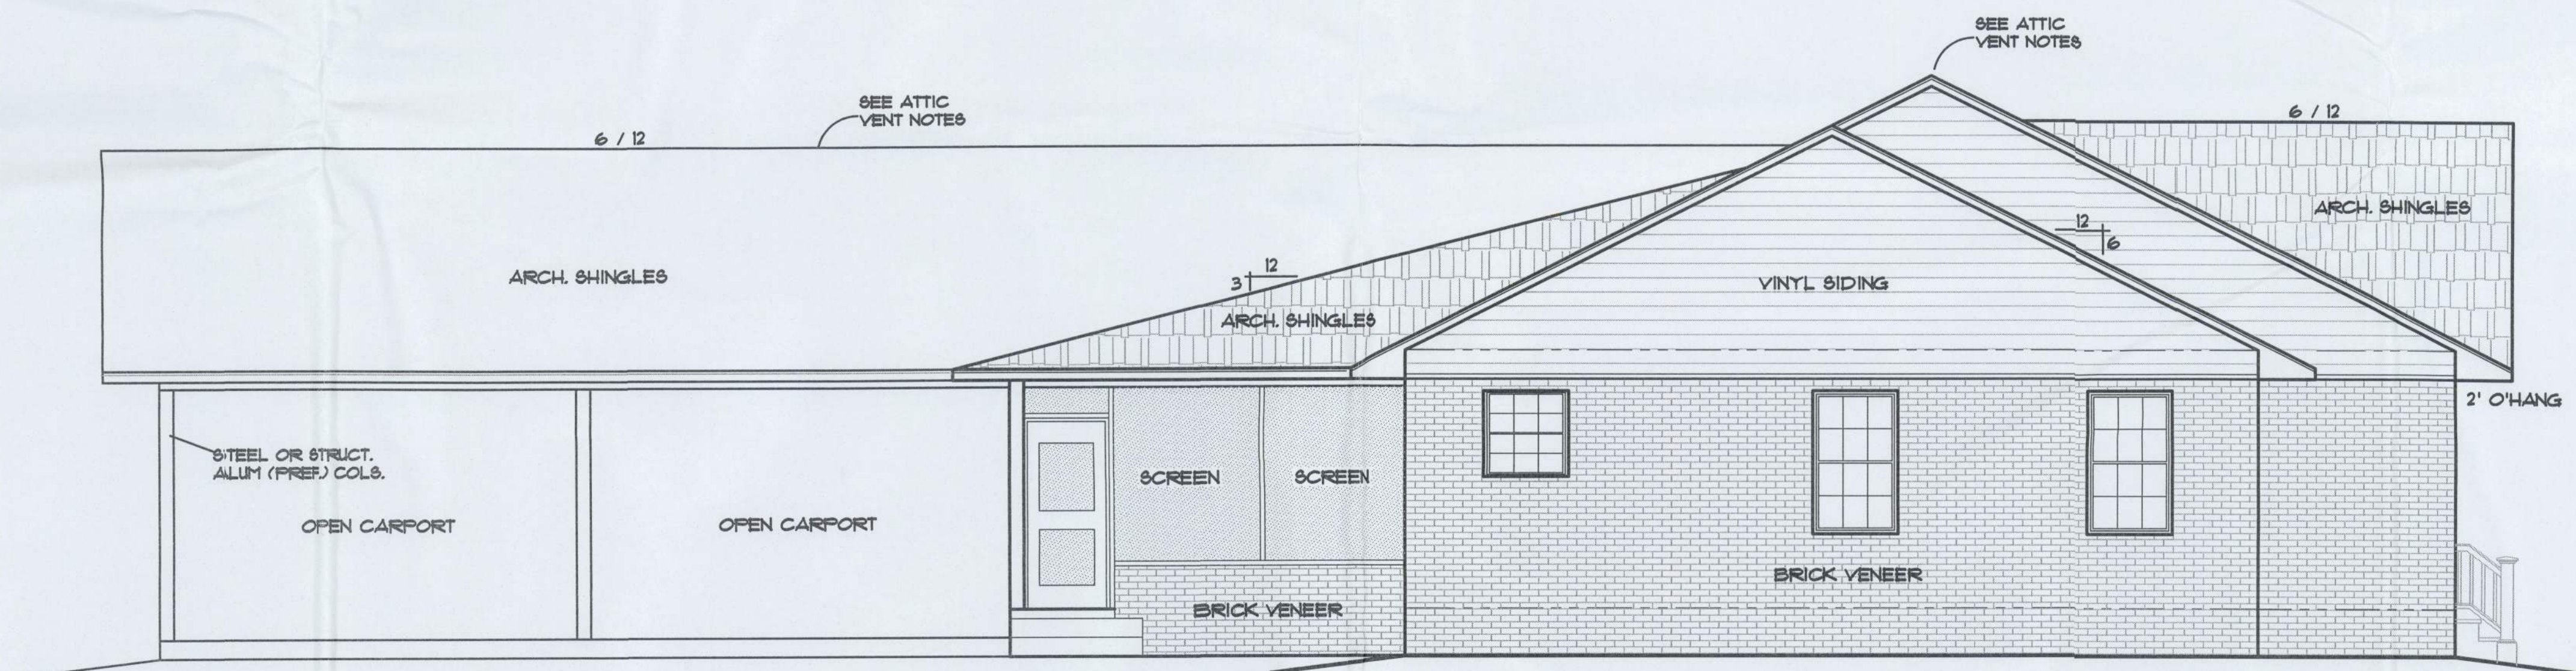 SEE ATTIC
VENT NOTES
SEE ATTIC
VENT NOTES
6 / 12
6 / 12
ARCH. SHINGLES
12
6
12
3
ARCH. SHINGLES
VINYL SIDING
ARCH. SHINGLES
2' O'HANG
STEEL OR STRUCT.
ALUM (PREF.) COLS.
SCREEN
SCREEN
OPEN CARPORT
OPEN CARPORT
BRICK VENEER
BRICK VENEER